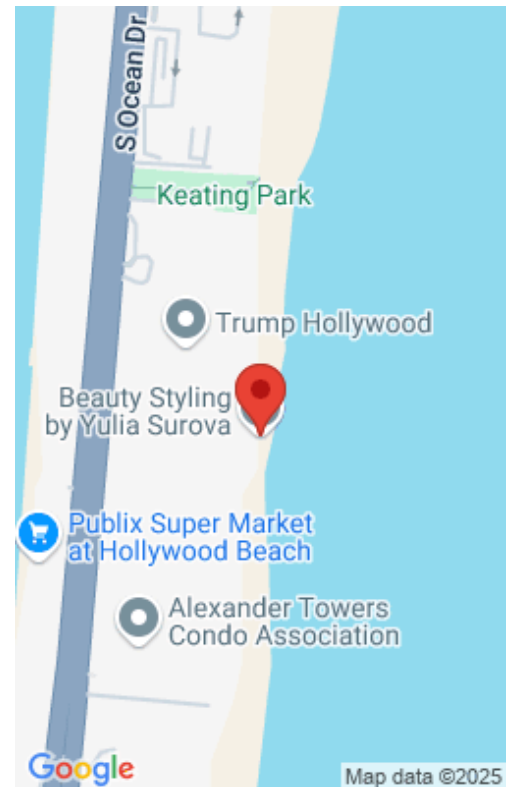 S Ocean Dr
Keating Park
Trump Hollywood
Beauty Styling
by Yulia Surova
Publix Super Market
at Hollywood Beach
Alexander Towers
Condo Association
Google
Map data ©2025